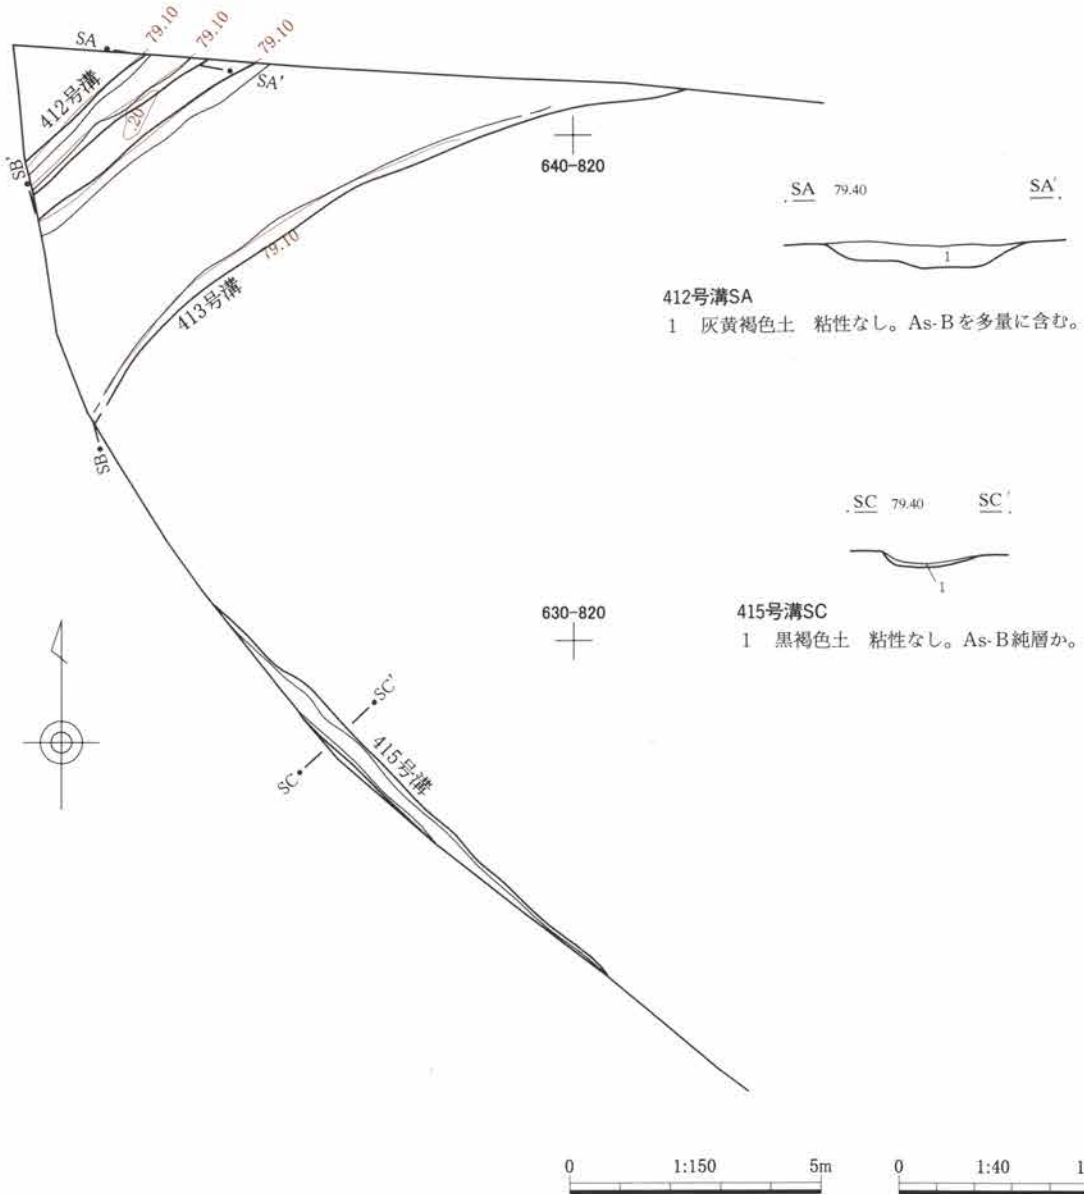 SA
79.10
79.10
79.10
SA'
412号溝
.20
SB'
640-820
SA 79.40 SA'
1
79.10
413号溝
412号溝SA
1 灰黄褐色土 粘性なし。As-Bを多量に含む。
SB
SC 79.40 SC'
1
630-820
415号溝SC
1 黒褐色土 粘性なし。As-B純層か。
SC'
415号溝
SC
0 1:150 5m
0 1:40 1